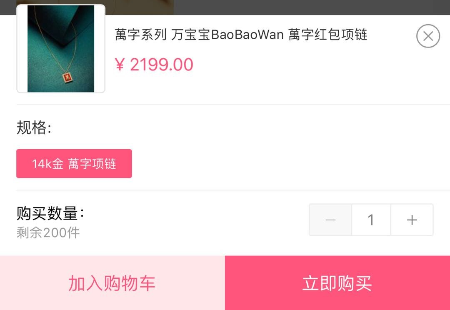 萬字系列 万宝宝BaoBaoWan 萬字红包项链
¥ 2199.00
规格:
14k金 萬字项链
购买数量:
剩余200件
1
加入购物车
立即购买